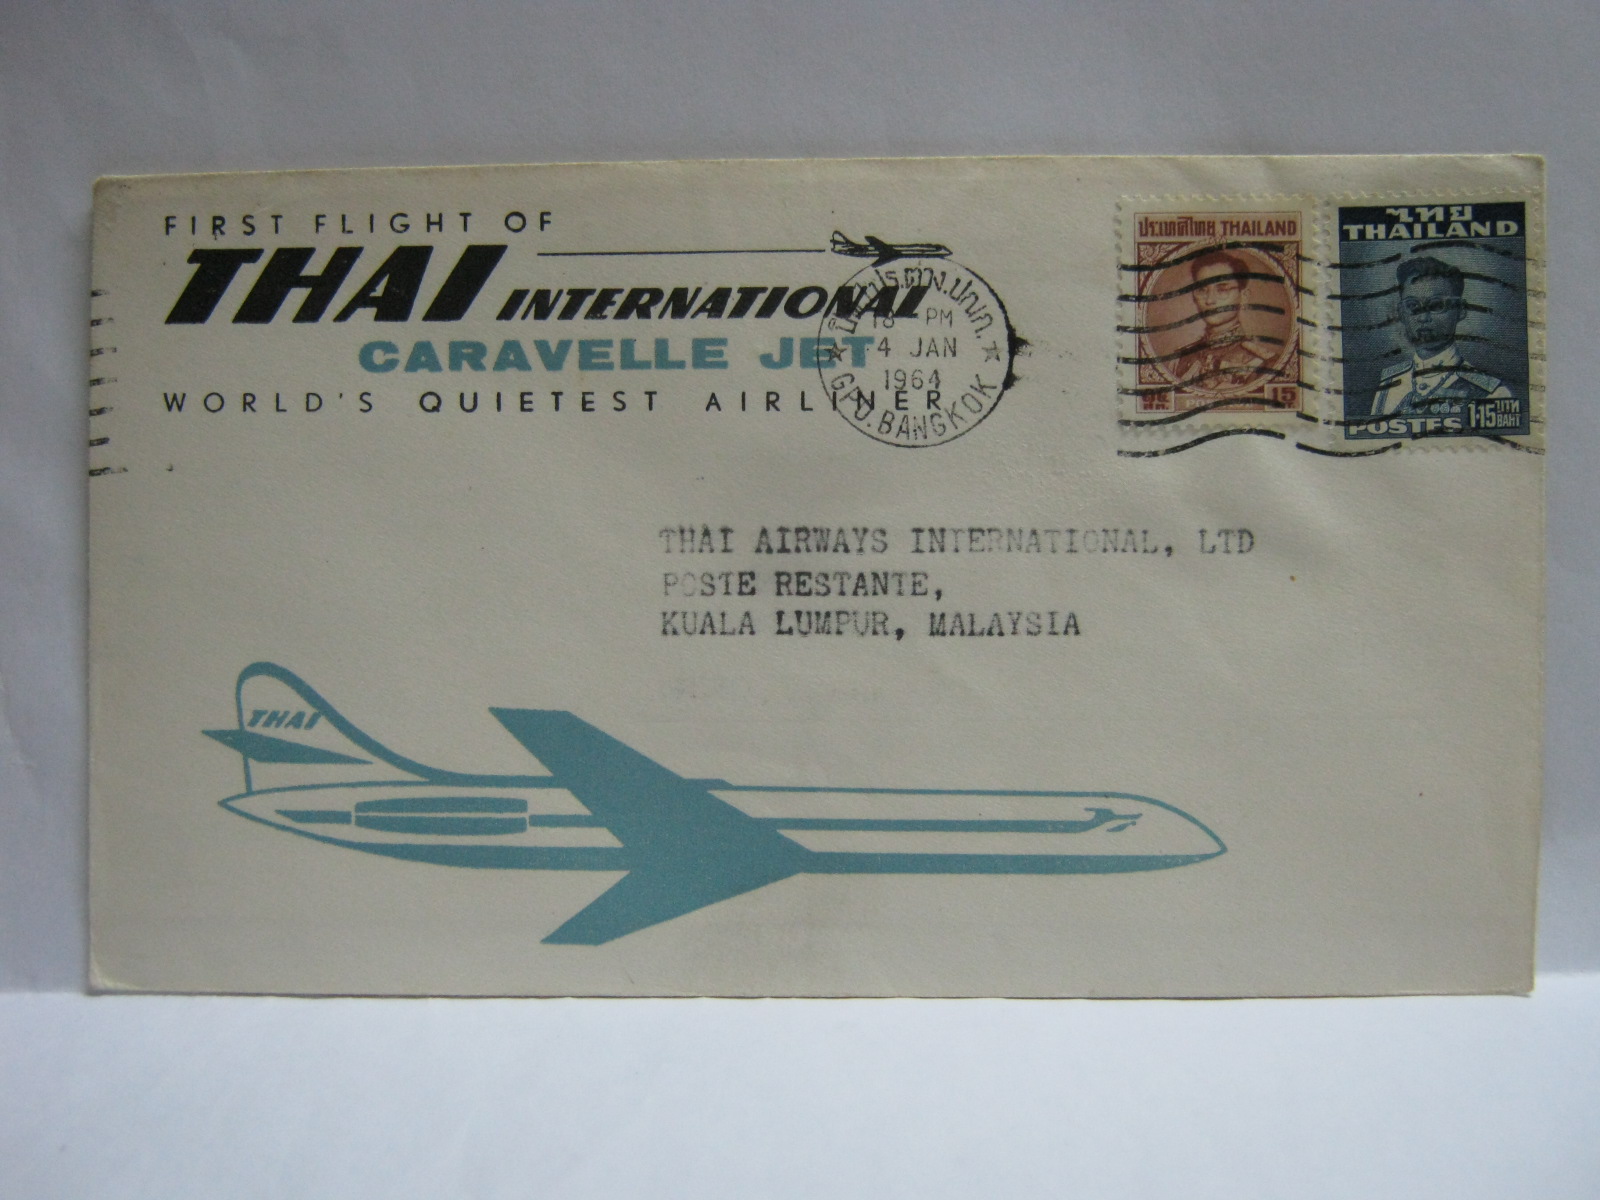 FIRST FLIGHT OF
THAI INTERNATIONAL
CARAVELLE JET
WORLD'S QUIETEST AIRLINER
18 PM
4 JAN
1964
G.P.O. BANGKOK
ประเทศไทย THAILAND
15
ไทย
THAILAND
POSTES 1·15 บาท
BAHT
THAI AIRWAYS INTERNATIONAL, LTD
POSTE RESTANTE,
KUALA LUMPUR, MALAYSIA
THAI